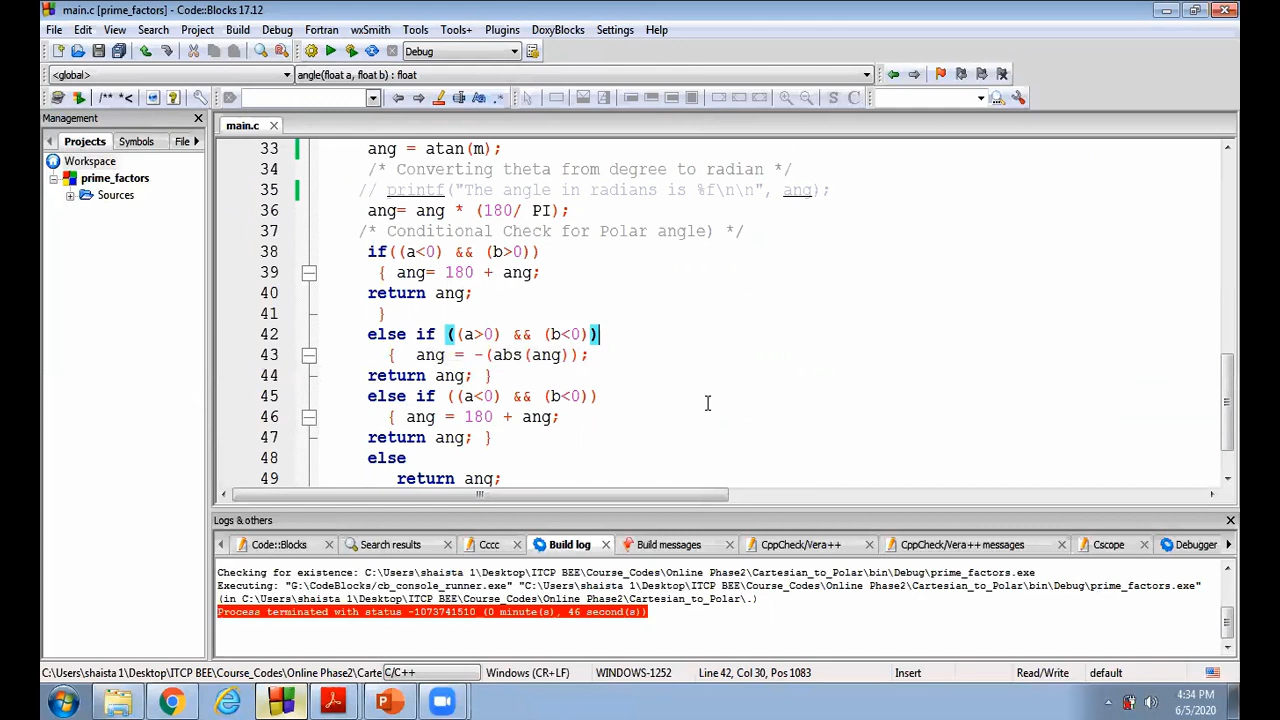 main.c [prime_factors] - Code::Blocks 17.12
File Edit View Search Project Build Debug Fortran wxSmith Tools Tools+ Plugins DoxyBlocks Settings Help
Debug
<global> angle(float a, float b) : float
/** *<
S C
Management
main.c
Projects Symbols File
Workspace
prime_factors
Sources
33 ang = atan(m);
34 /* Converting theta from degree to radian */
35 // printf("The angle in radians is %f\n\n", ang);
36 ang= ang * (180/ PI);
37 /* Conditional Check for Polar angle) */
38 if((a<0) && (b>0))
39 { ang= 180 + ang;
40 return ang;
41 }
42 else if ((a>0) && (b<0))
43 { ang = -(abs(ang));
44 return ang; }
45 else if ((a<0) && (b<0))
46 { ang = 180 + ang;
47 return ang; }
48 else
49 return ang;
Logs & others
Code::Blocks Search results Cccc Build log Build messages CppCheck/Vera++ CppCheck/Vera++ messages Cscope Debugger
Checking for existence: C:\Users\shaista 1\Desktop\ITCP BEE\Course_Codes\Online Phase2\Cartesian_to_Polar\bin\Debug\prime_factors.exe
Executing: "G:\CodeBlocks/cb_console_runner.exe" "C:\Users\shaista 1\Desktop\ITCP BEE\Course_Codes\Online Phase2\Cartesian_to_Polar\bin\Debug\prime_factors.exe"
(in C:\Users\shaista 1\Desktop\ITCP BEE\Course_Codes\Online Phase2\Cartesian_to_Polar\.)
Process terminated with status -1073741510 (0 minute(s), 46 second(s))
C:\Users\shaista 1\Desktop\ITCP BEE\Course_Codes\Online Phase2\Carte C/C++ Windows (CR+LF) WINDOWS-1252 Line 42, Col 30, Pos 1083 Insert Read/Write default
4:34 PM
6/5/2020